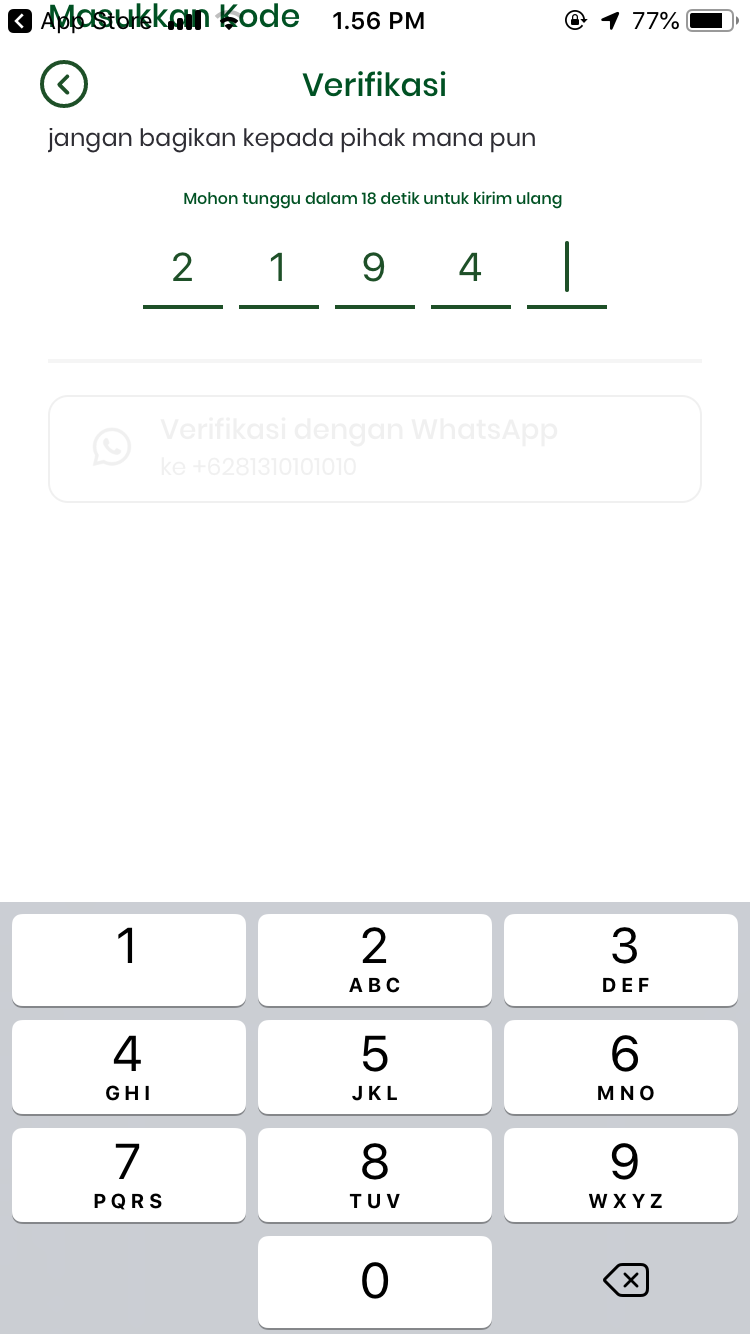 App Store 1.56 PM 77%
Masukkan Kode
Verifikasi
jangan bagikan kepada pihak mana pun
Mohon tunggu dalam 18 detik untuk kirim ulang
2 1 9 4
Verifikasi dengan WhatsApp
ke +6281310101010
1 2 3
ABC DEF
4 5 6
GHI JKL MNO
7 8 9
PQRS TUV WXYZ
0